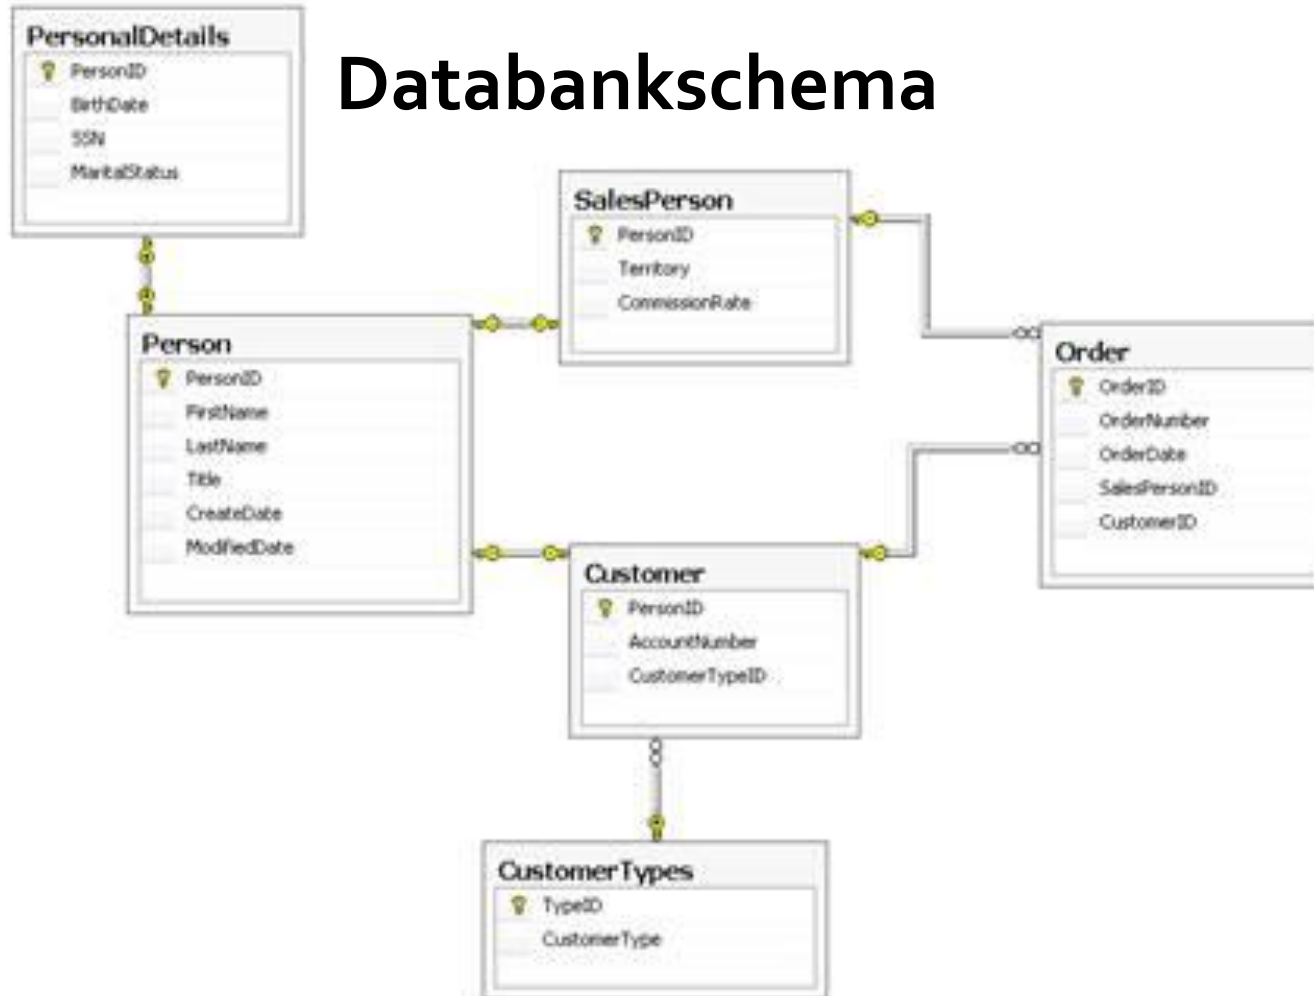 Databankschema
PersonalDetails
PersonID
BirthDate
SSN
MaritalStatus
SalesPerson
PersonID
Territory
CommissionRate
Person
PersonID
FirstName
LastName
Title
CreateDate
ModifiedDate
Order
OrderID
OrderNumber
OrderDate
SalesPersonID
CustomerID
Customer
PersonID
AccountNumber
CustomerTypeID
CustomerTypes
TypeID
CustomerType